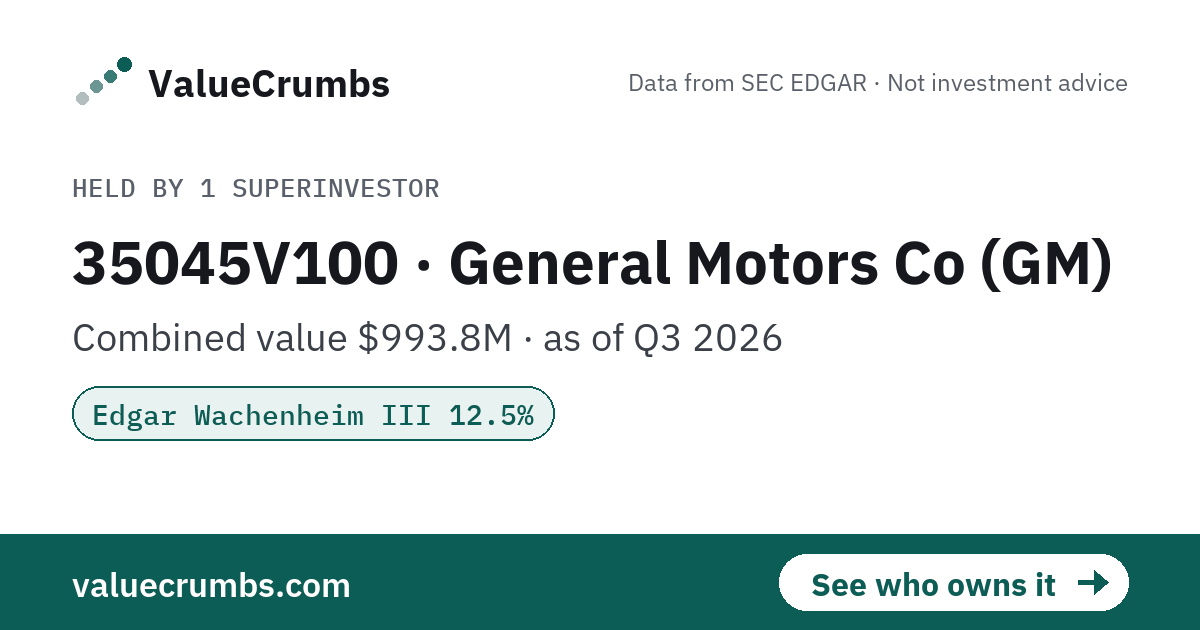 ValueCrumbs
Data from SEC EDGAR · Not investment advice
HELD BY 1 SUPERINVESTOR
35045V100 · General Motors Co (GM)
Combined value $993.8M · as of Q3 2026
Edgar Wachenheim III 12.5%
valuecrumbs.com
See who owns it →